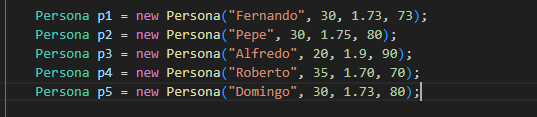 Persona p1 = new Persona("Fernando", 30, 1.73, 73);
Persona p2 = new Persona("Pepe", 30, 1.75, 80);
Persona p3 = new Persona("Alfredo", 20, 1.9, 90);
Persona p4 = new Persona("Roberto", 35, 1.70, 70);
Persona p5 = new Persona("Domingo", 30, 1.73, 80);